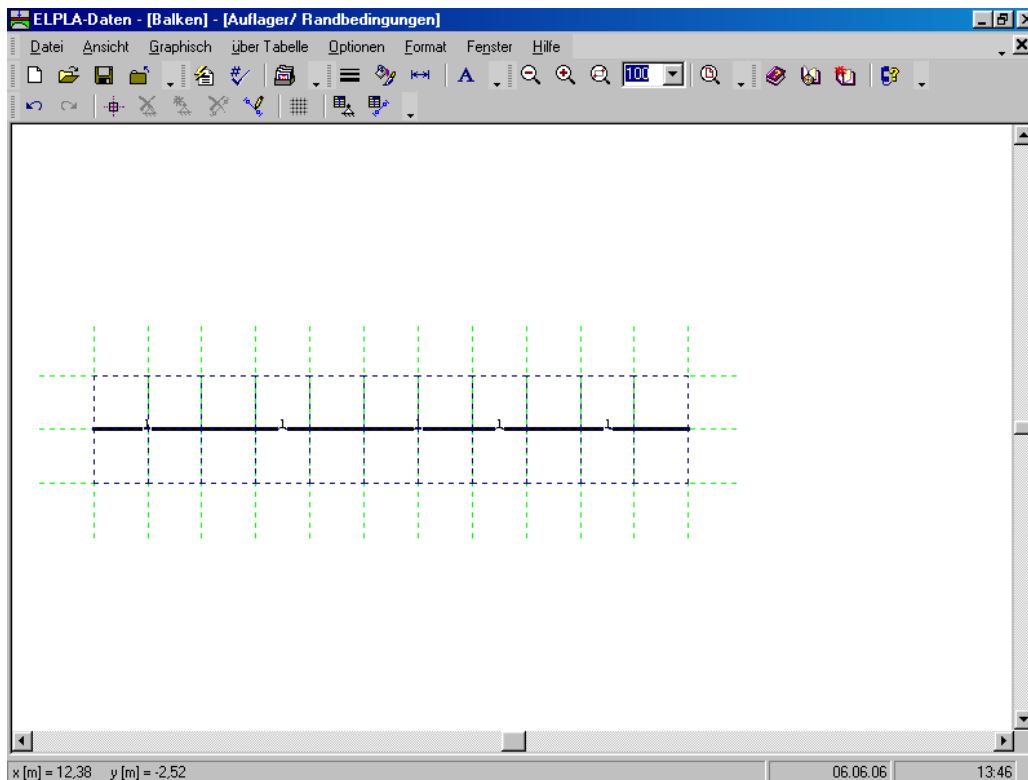 ELPLA-Daten - [Balken] - [Auflager/ Randbedingungen]
Datei Ansicht Graphisch über Tabelle Optionen Format Fenster Hilfe
A 100
1 1 1 1 1
x [m] = 12,38 y [m] = -2,52 06.06.06 13:46